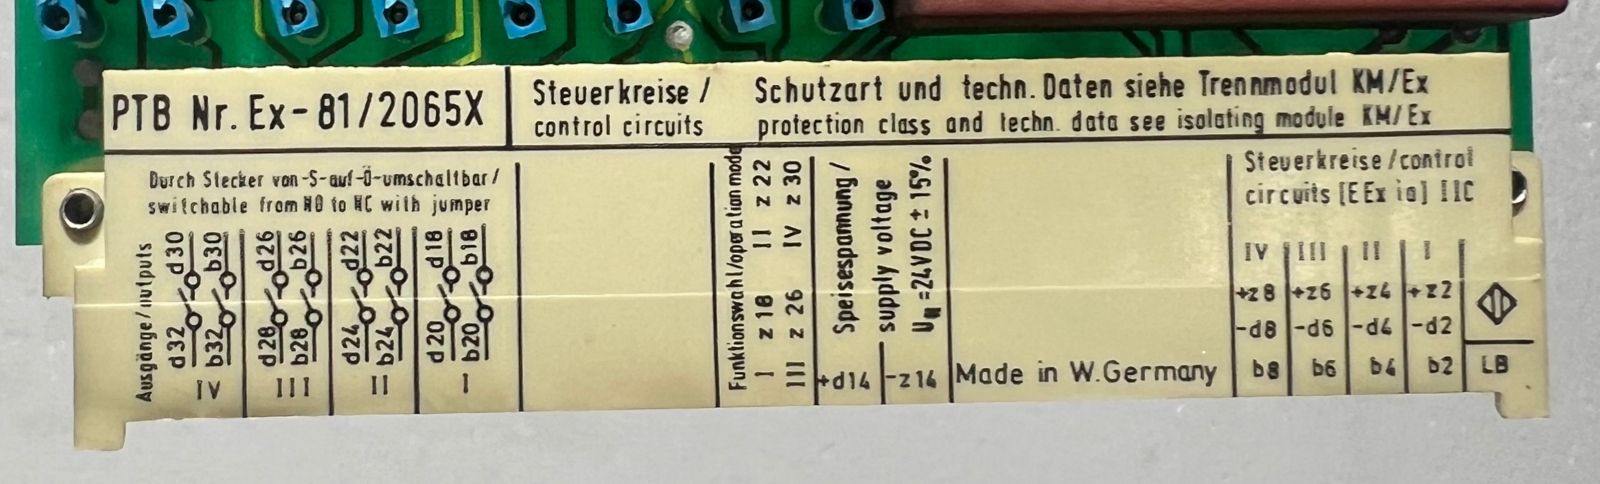 PTB Nr. Ex-81/2065X
Steuerkreise /
control circuits
Schutzart und techn. Daten siehe Trennmodul KM/Ex
protection class and techn. data see isolating module KM/Ex
Durch Stecker von -S- auf -Ö- umschaltbar /
switchable from NO to NC with jumper
Ausgänge / outputs
d30 b30 d26 b26 d22 b22 d18 b18
d32 b32 d28 b28 d24 b24 d20 b20
IV III II I
Funktionswahl/operation mode
I z 18 II z 22
III z 26 IV z 30
Speisespannung /
supply voltage
UN = 24VDC ± 15%
+d14 -z14
Made in W.Germany
Steuerkreise / control
circuits [EEx ia] IIC
IV III II I
+z8 +z6 +z4 +z2
-d8 -d6 -d4 -d2
b8 b6 b4 b2
LB